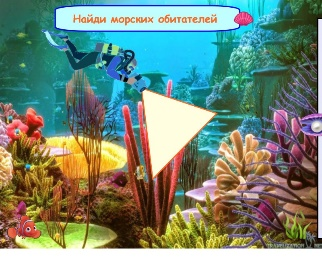 Найди морских обитателей